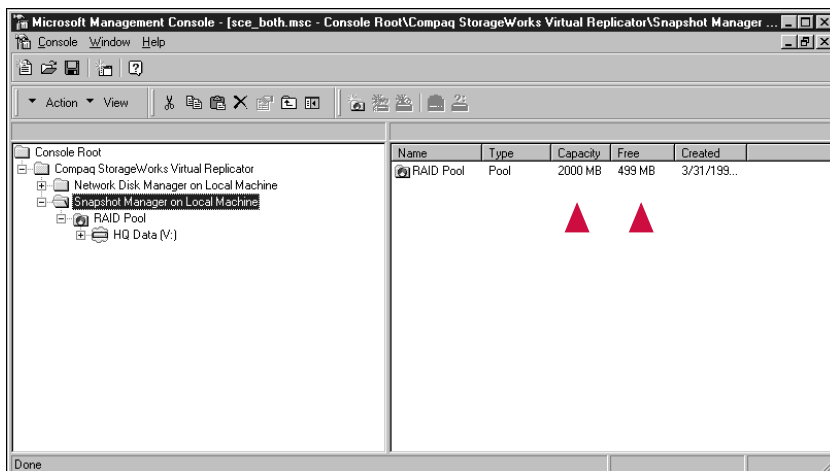 Microsoft Management Console - [sce_both.msc - Console Root\Compaq StorageWorks Virtual Replicator\Snapshot Manager ...
Console Window Help
Action View
Console Root
Compaq StorageWorks Virtual Replicator
Network Disk Manager on Local Machine
Snapshot Manager on Local Machine
RAID Pool
HQ Data (V:)
Name Type Capacity Free Created
RAID Pool Pool 2000 MB 499 MB 3/31/199...
Done